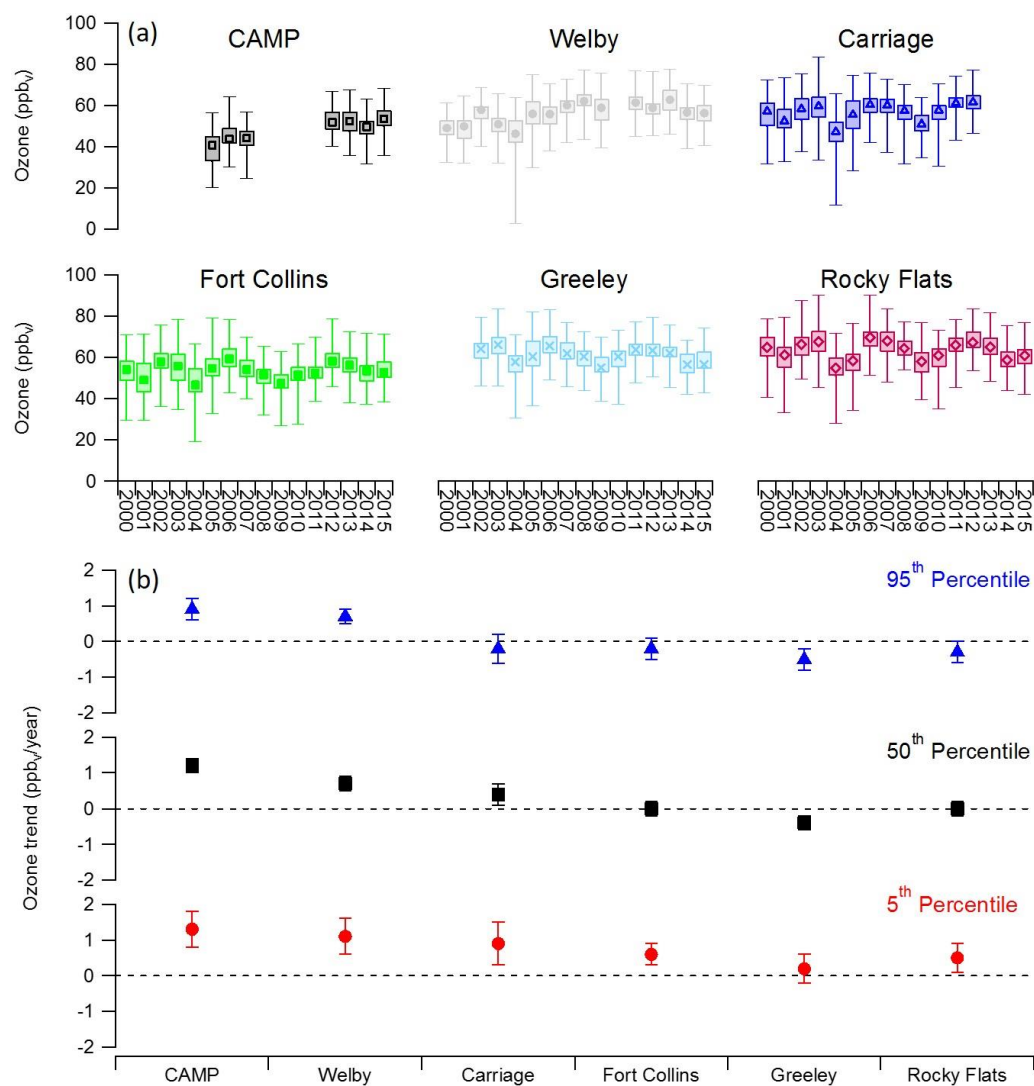 (a)
CAMP Welby Carriage
100
80
60
40
20
0
Ozone (ppbv)
Fort Collins Greeley Rocky Flats
100
80
60
40
20
0
Ozone (ppbv)
2000 2001 2002 2003 2004 2005 2006 2007 2008 2009 2010 2011 2012 2013 2014 2015
2000 2001 2002 2003 2004 2005 2006 2007 2008 2009 2010 2011 2012 2013 2014 2015
2000 2001 2002 2003 2004 2005 2006 2007 2008 2009 2010 2011 2012 2013 2014 2015
(b)
95th Percentile
2
1
0
-1
-2
50th Percentile
2
1
0
-1
-2
Ozone trend (ppbv/year)
5th Percentile
2
1
0
-1
-2
CAMP Welby Carriage Fort Collins Greeley Rocky Flats